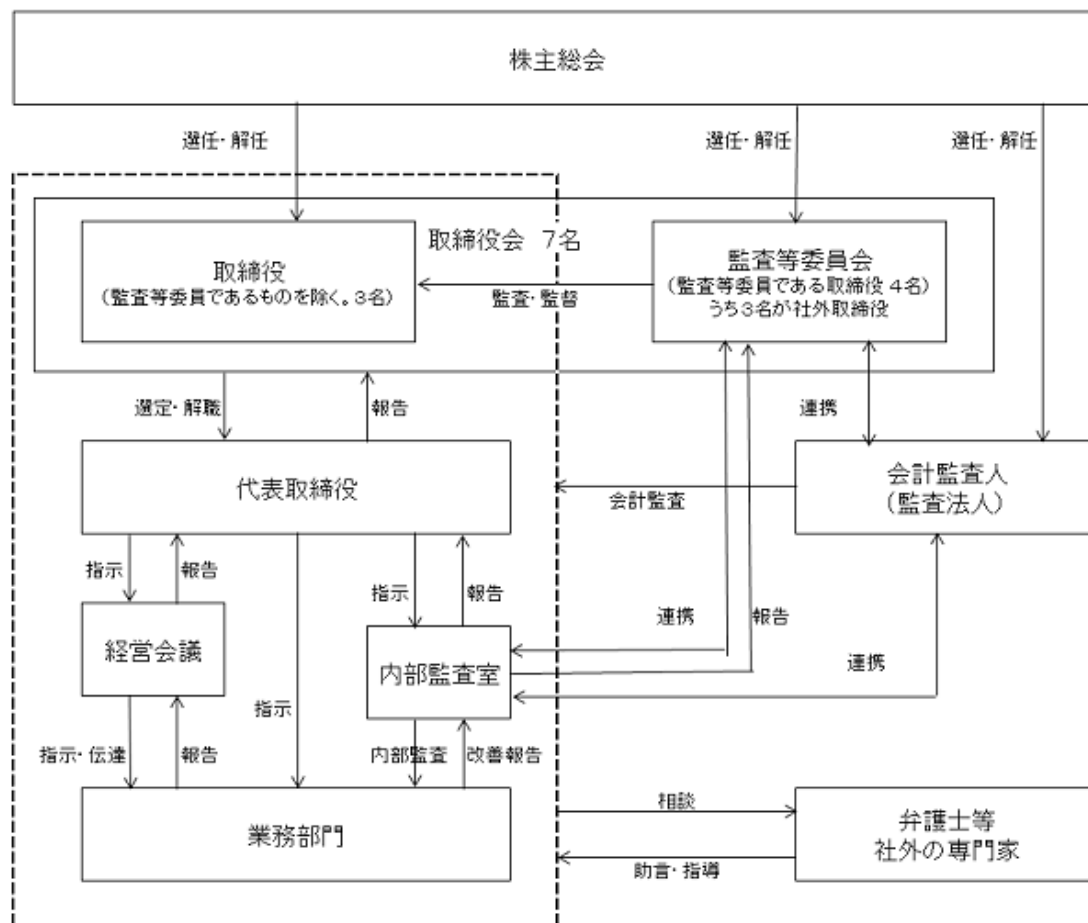 株主総会
選任・解任
選任・解任
選任・解任
取締役会 7名
取締役
（監査等委員であるものを除く。3名）
監査等委員会
（監査等委員である取締役 4名）
うち3名が社外取締役
監査・監督
選定・解職
報告
連携
代表取締役
会計監査人
（監査法人）
会計監査
指示
報告
指示
報告
連携
報告
経営会議
内部監査室
連携
指示
指示・伝達
報告
内部監査
改善報告
業務部門
相談
弁護士等
社外の専門家
助言・指導